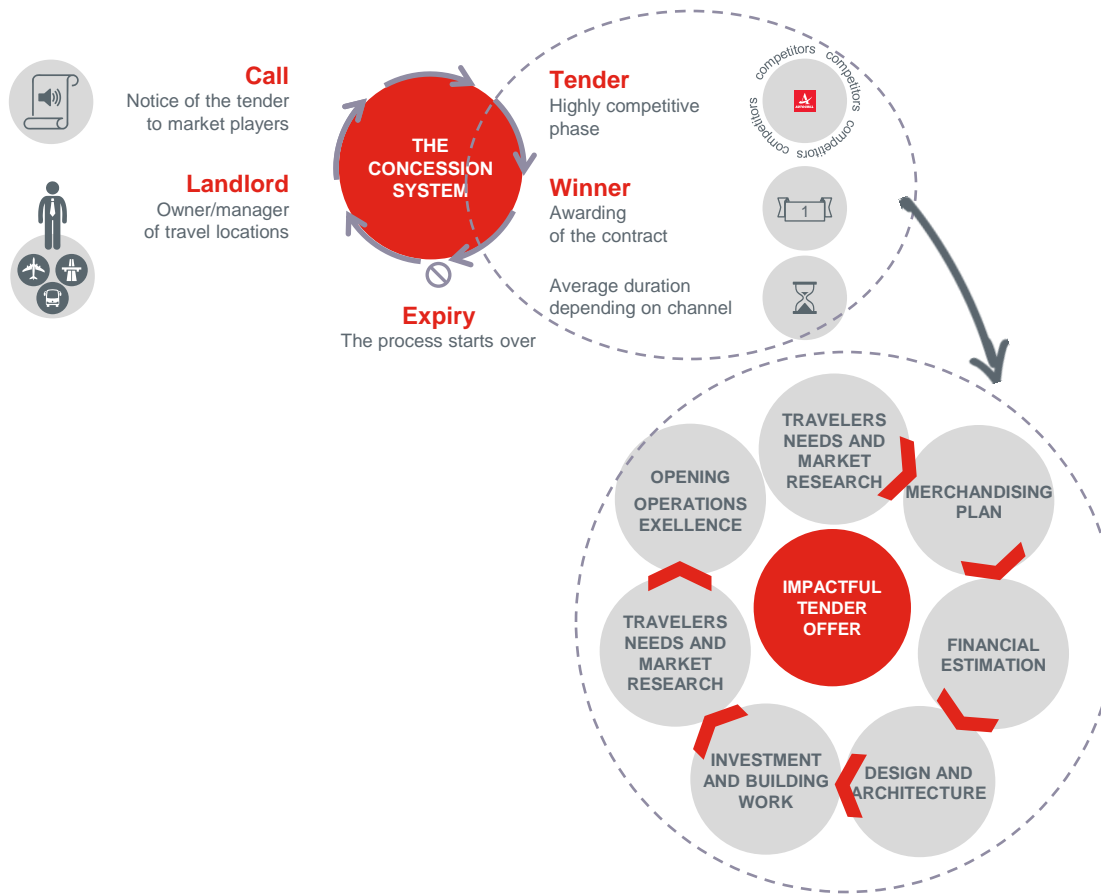 Call
Notice of the tender
to market players
Landlord
Owner/manager
of travel locations
THE
CONCESSION
SYSTEM
Expiry
The process starts over
Tender
Highly competitive
phase
competitors
competitors
competitors
competitors
competitors
AUTOGRILL
Winner
Awarding
of the contract
1
Average duration
depending on channel
TRAVELERS
NEEDS AND
MARKET
RESEARCH
MERCHANDISING
PLAN
FINANCIAL
ESTIMATION
DESIGN AND
ARCHITECTURE
INVESTMENT
AND BUILDING
WORK
TRAVELERS
NEEDS AND
MARKET
RESEARCH
OPENING
OPERATIONS
EXELLENCE
IMPACTFUL
TENDER
OFFER